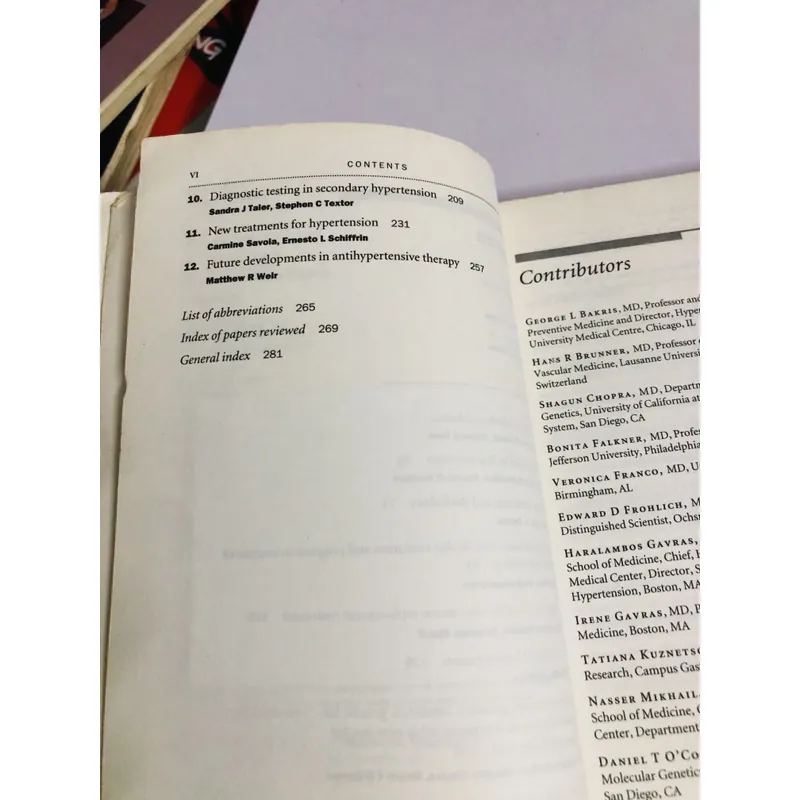 NG
VI
CONTENTS
10. Diagnostic testing in secondary hypertension 209
Sandra J Taler, Stephen C Textor
11. New treatments for hypertension 231
Carmine Savoia, Ernesto L Schiffrin
12. Future developments in antihypertensive therapy 257
Matthew R Weir
List of abbreviations 265
Index of papers reviewed 269
General index 281
Contributors
GEORGE L BAKRIS, MD, Professor and
Preventive Medicine and Director, Hyper
University Medical Centre, Chicago, IL
HANS R BRUNNER, MD, Professor
Vascular Medicine, Lausanne Universi
Switzerland
SHAGUN CHOPRA, MD, Departm
Genetics, University of California at
System, San Diego, CA
BONITA FALKNER, MD, Profe
Jefferson University, Philadelphia
VERONICA FRANCO, MD, U
Birmingham, AL
EDWARD D FROHLICH, M
Distinguished Scientist, Ochs
HARALAMBOS GAVRAS,
School of Medicine, Chief, H
Medical Center, Director, S
Hypertension, Boston, MA
IRENE GAVRAS, MD, P
Medicine, Boston, MA
TATIANA KUZNETS
Research, Campus Gas
NASSER MIKHAIL
School of Medicine,
Center, Department
DANIEL T O'CO
Molecular Genetic
San Diego, CA